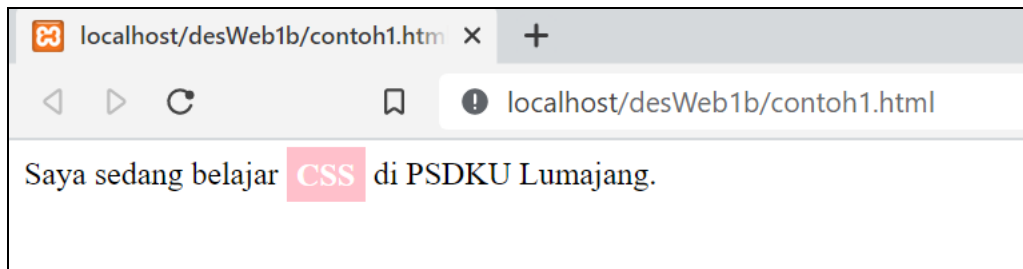 localhost/desWeb1b/contoh1.htm
localhost/desWeb1b/contoh1.html
Saya sedang belajar CSS di PSDKU Lumajang.